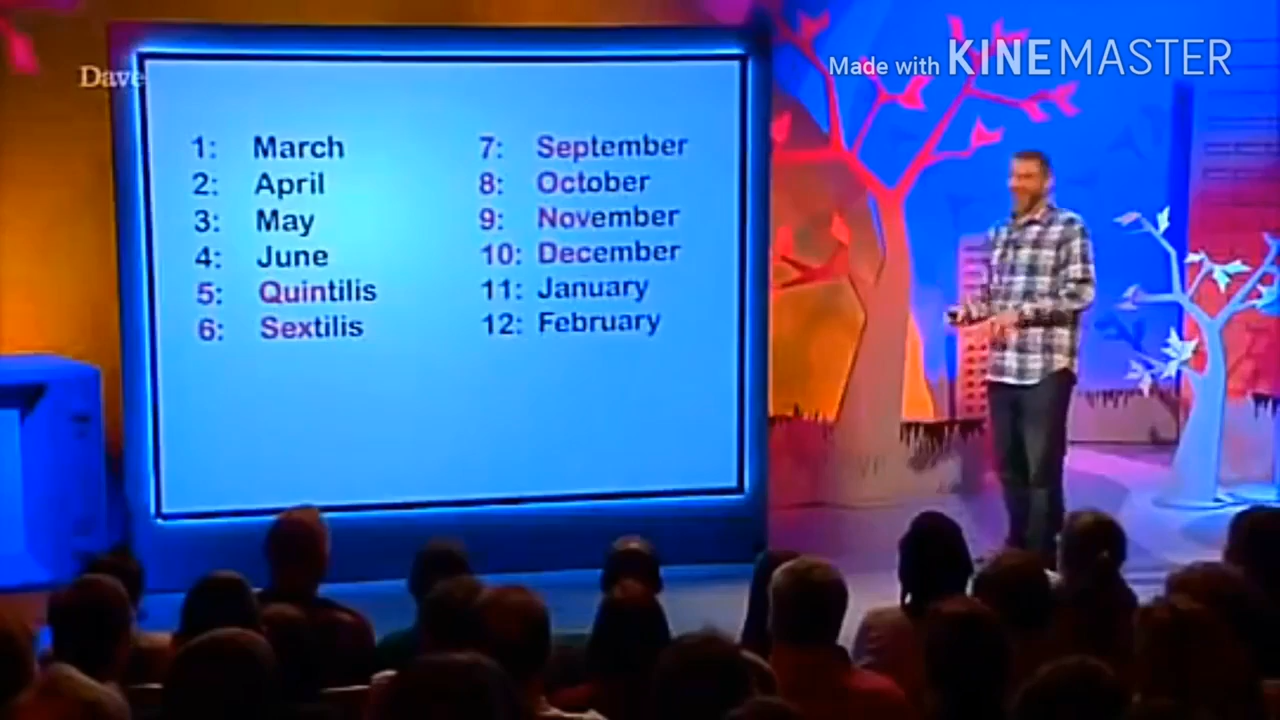 Made with KINEMASTER
Dave
1: March
2: April
3: May
4: June
5: Quintilis
6: Sextilis
7: September
8: October
9: November
10: December
11: January
12: February